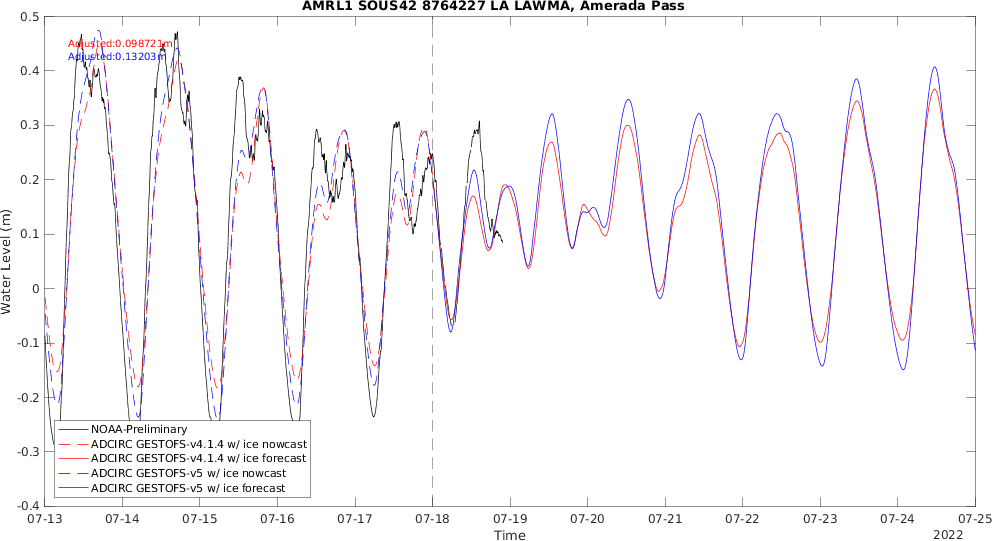 AMRL1 SOUS42 8764227 LA LAWMA, Amerada Pass
Adjusted:0.098721m
Adjusted:0.13203m
Water Level (m)
0.5
0.4
0.3
0.2
0.1
0
-0.1
-0.2
-0.3
-0.4
NOAA-Preliminary
ADCIRC GESTOFS-v4.1.4 w/ ice nowcast
ADCIRC GESTOFS-v4.1.4 w/ ice forecast
ADCIRC GESTOFS-v5 w/ ice nowcast
ADCIRC GESTOFS-v5 w/ ice forecast
07-13 07-14 07-15 07-16 07-17 07-18 07-19 07-20 07-21 07-22 07-23 07-24 07-25
Time
2022